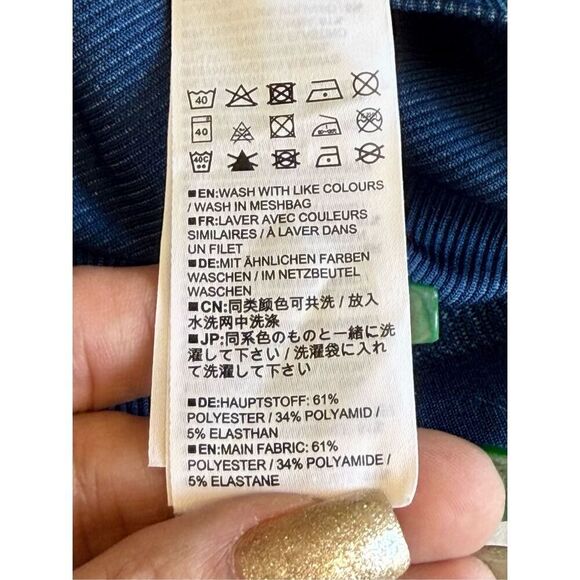 40
40
40C
■EN:WASH WITH LIKE COLOURS
/ WASH IN MESHBAG
■FR:LAVER AVEC COULEURS
SIMILAIRES / À LAVER DANS
UN FILET
■DE:MIT ÄHNLICHEN FARBEN
WASCHEN / IM NETZBEUTEL
WASCHEN
■CN:同类颜色可共洗 / 放入
水洗网中洗涤
■JP:同系色のものと一緒に洗
濯して下さい / 洗濯袋に入れ
て洗濯して下さい
■DE:HAUPTSTOFF: 61%
POLYESTER / 34% POLYAMID /
5% ELASTHAN
■EN:MAIN FABRIC: 61%
POLYESTER / 34% POLYAMIDE /
5% ELASTANE